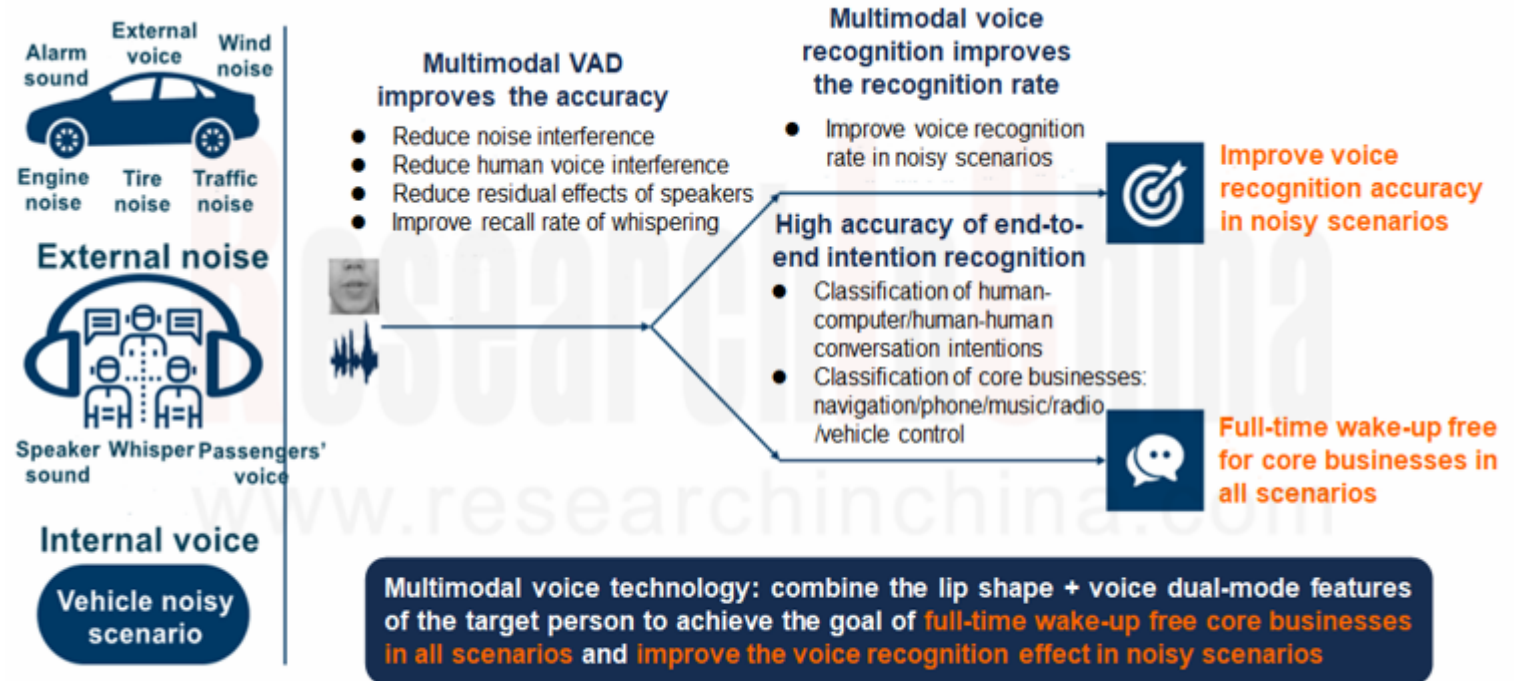 Alarm sound
External voice
Wind noise
Engine noise
Tire noise
Traffic noise
External noise
Speaker sound
Whisper
Passengers' voice
Internal voice
Vehicle noisy
scenario
Multimodal VAD
improves the accuracy
● Reduce noise interference
● Reduce human voice interference
● Reduce residual effects of speakers
● Improve recall rate of whispering
Multimodal voice
recognition improves
the recognition rate
● Improve voice recognition
rate in noisy scenarios
High accuracy of end-to-
end intention recognition
● Classification of human-
computer/human-human
conversation intentions
● Classification of core businesses:
navigation/phone/music/radio
/vehicle control
Improve voice
recognition accuracy
in noisy scenarios
Full-time wake-up free
for core businesses in
all scenarios
Multimodal voice technology: combine the lip shape + voice dual-mode features
of the target person to achieve the goal of full-time wake-up free core businesses
in all scenarios and improve the voice recognition effect in noisy scenarios
ResearchInChina
www.researchinchina.com